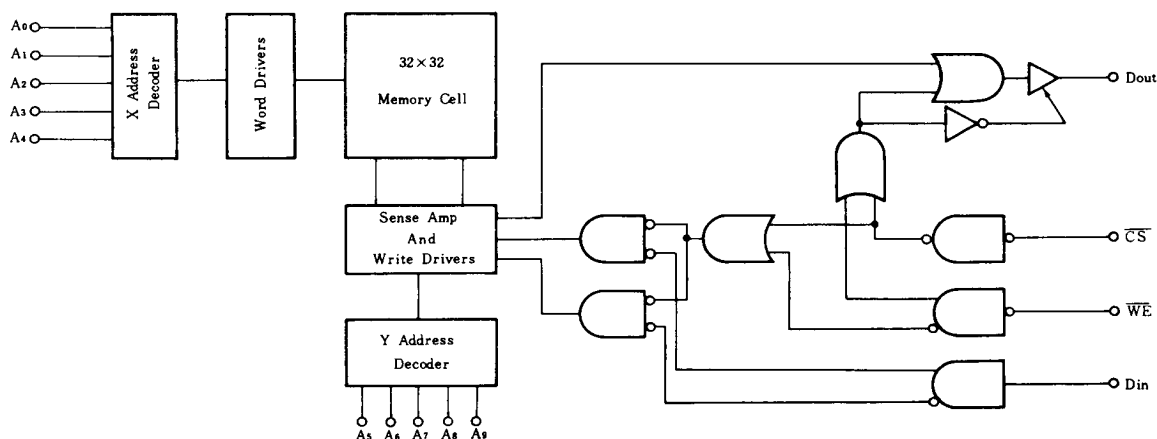 A0
A1
A2
A3
A4
X Address
Decoder
Word Drivers
32×32
Memory Cell
Sense Amp
And
Write Drivers
Y Address
Decoder
A5 A6 A7 A8 A9
Dout
CS
WE
Din